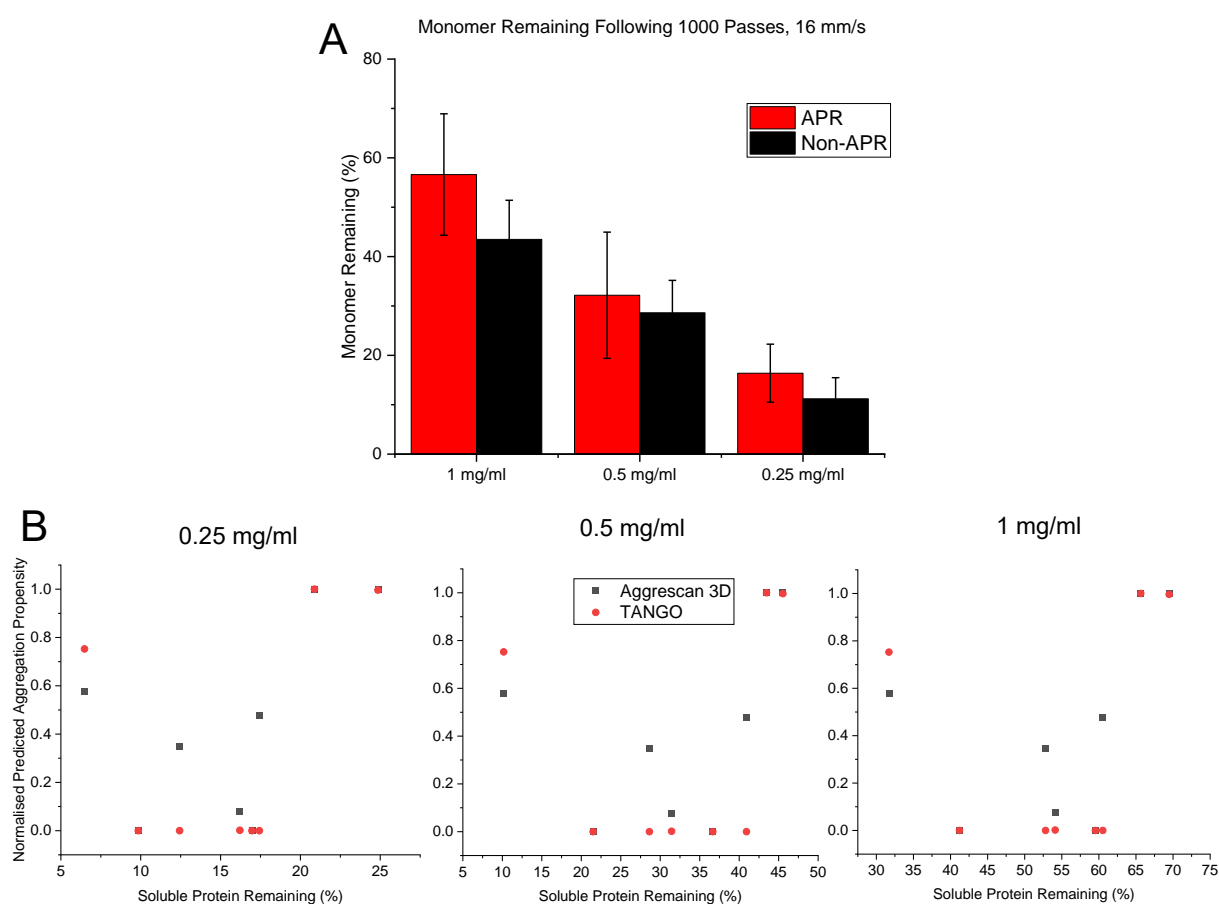 A
Monomer Remaining Following 1000 Passes, 16 mm/s
Monomer Remaining (%)
80
60
40
20
0
APR
Non-APR
1 mg/ml
0.5 mg/ml
0.25 mg/ml
B
0.25 mg/ml
Normalised Predicted Aggregation Propensity
1.0
0.8
0.6
0.4
0.2
0.0
5
10
15
20
25
Soluble Protein Remaining (%)
0.5 mg/ml
Aggrescan 3D
TANGO
1.0
0.8
0.6
0.4
0.2
0.0
5
10
15
20
25
30
35
40
45
50
Soluble Protein Remaining (%)
1 mg/ml
1.0
0.8
0.6
0.4
0.2
0.0
30
35
40
45
50
55
60
65
70
75
Soluble Protein Remaining (%)